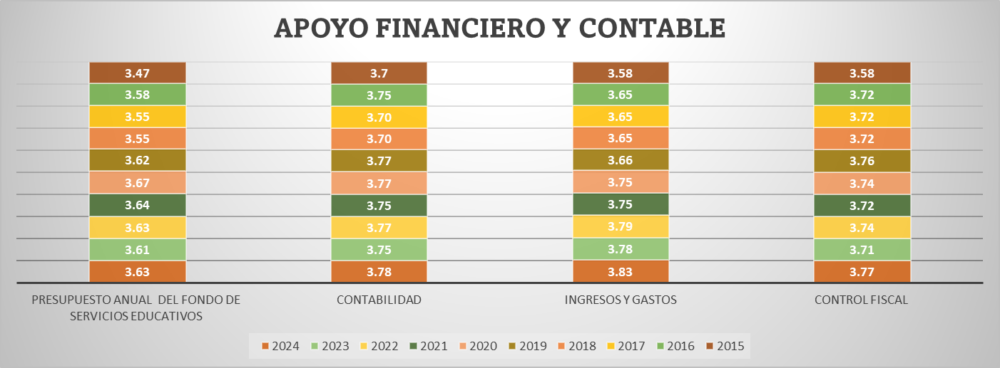 APOYO FINANCIERO Y CONTABLE
3.47 3.7 3.58 3.58
3.58 3.75 3.65 3.72
3.55 3.70 3.65 3.72
3.55 3.70 3.65 3.72
3.62 3.77 3.66 3.76
3.67 3.77 3.75 3.74
3.64 3.75 3.75 3.72
3.63 3.77 3.79 3.74
3.61 3.75 3.78 3.71
3.63 3.78 3.83 3.77
PRESUPUESTO ANUAL DEL FONDO DE
SERVICIOS EDUCATIVOS
CONTABILIDAD
INGRESOS Y GASTOS
CONTROL FISCAL
2024 2023 2022 2021 2020 2019 2018 2017 2016 2015